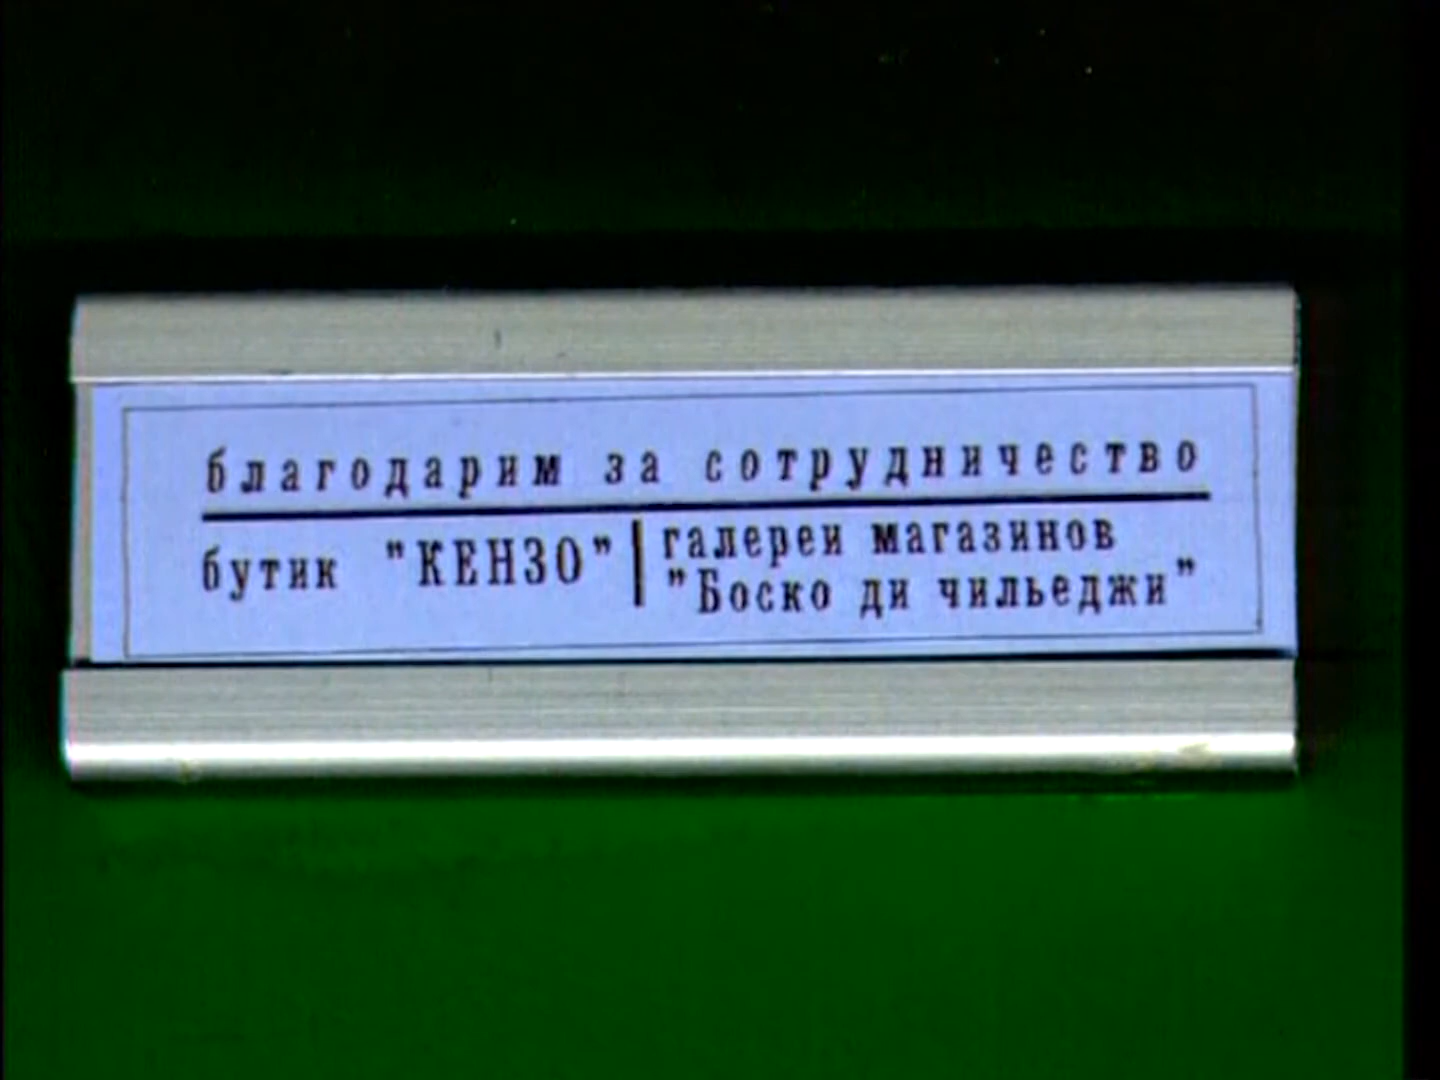 благодарим за сотрудничество
бутик "КЕНЗО"
галереи магазинов
"Боско ди чильеджи"